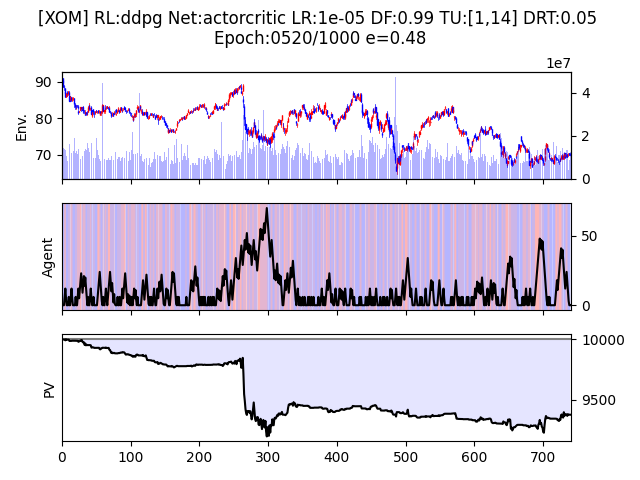 [XOM] RL:ddpg Net:actorcritic LR:1e-05 DF:0.99 TU:[1,14] DRT:0.05
Epoch:0520/1000 e=0.48
1e7
90
80
70
Env.
4
2
0
Agent
50
0
PV
10000
9500
0 100 200 300 400 500 600 700